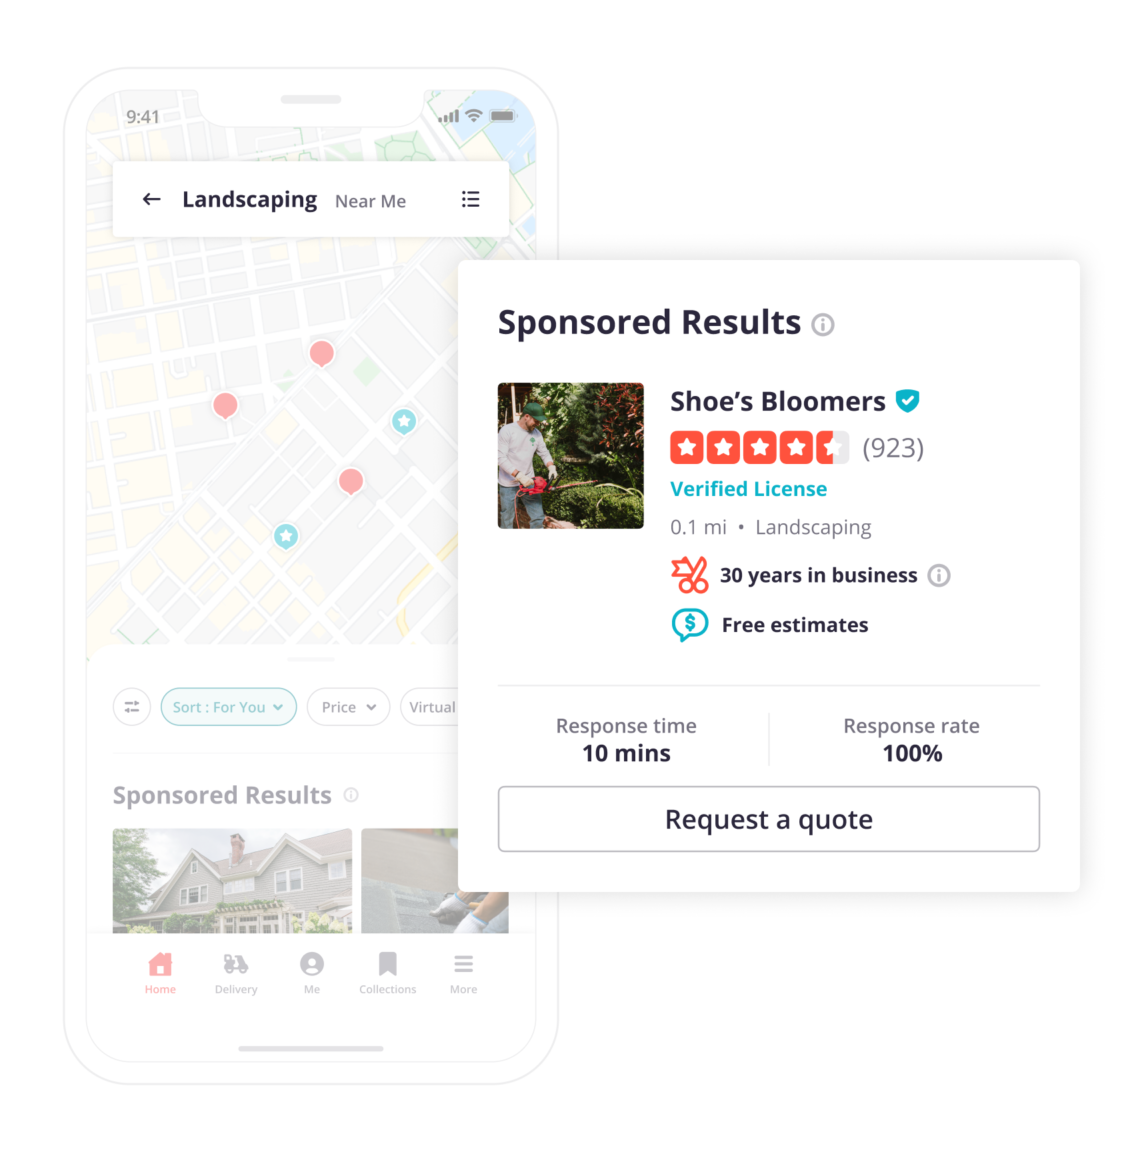 9:41
Landscaping Near Me
Sort : For You
Price
Virtual
Sponsored Results
Home
Delivery
Me
Collections
More
Sponsored Results
Shoe’s Bloomers
(923)
Verified License
0.1 mi • Landscaping
30 years in business
$ Free estimates
Response time
10 mins
Response rate
100%
Request a quote